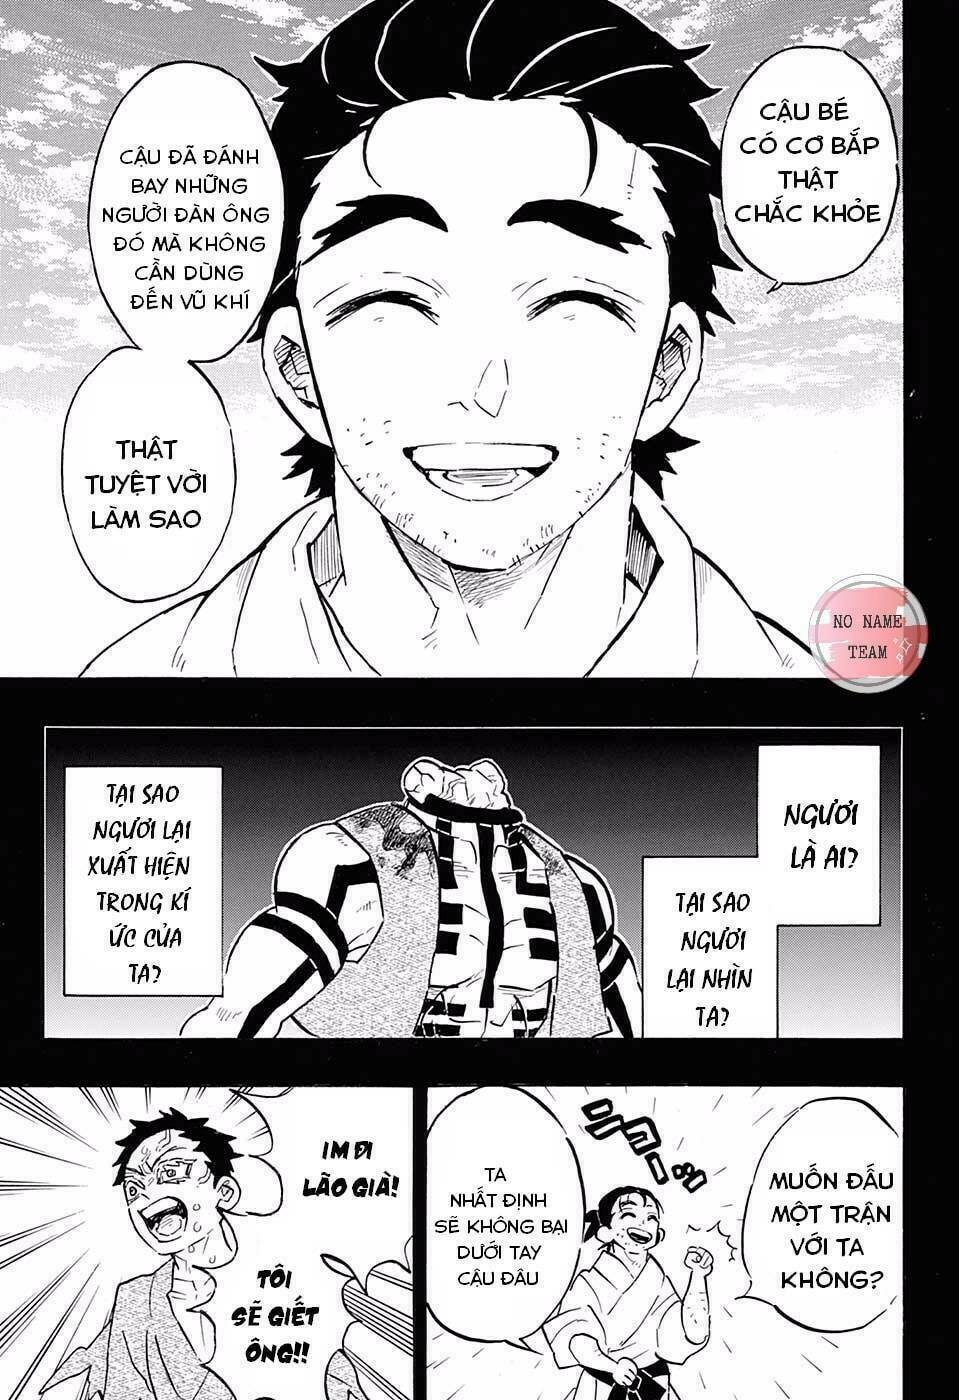 CẬU BÉ
CÓ CƠ BẮP
THẬT
CHẮC KHỎE
CẬU ĐÃ ĐÁNH
BAY NHỮNG
NGƯỜI ĐÀN ÔNG
ĐÓ MÀ KHÔNG
CẦN DÙNG
ĐẾN VŨ KHÍ
THẬT
TUYỆT VỜI
LÀM SAO
NO NAME
TEAM
NGƯƠI
LÀ AI?
TẠI SAO
NGƯƠI
LẠI NHÌN
TA?
TẠI SAO
NGƯƠI LẠI
XUẤT HIỆN
TRONG KÍ
ỨC CỦA
TA?
MUỐN ĐẤU
MỘT TRẬN
VỚI TA
KHÔNG?
ニコーッ
TA
NHẤT ĐỊNH
SẼ KHÔNG BẠI
DƯỚI TAY
CẬU ĐÂU
IM ĐI
LÃO GIÀ!
TÔI
SẼ GIẾT
ÔNG!!